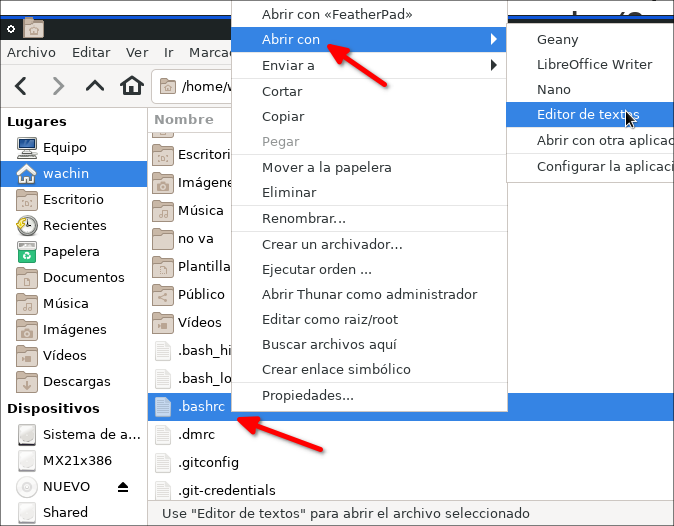 Archivo Editar Ver Ir Marca
/home/w
Lugares
Equipo
wachin
Escritorio
Recientes
Papelera
Documentos
Música
Imágenes
Vídeos
Descargas
Dispositivos
Sistema de a...
MX21x386
NUEVO
Shared
Nombre
Escritori
Imágene
Música
no va
Plantilla
Público
Vídeos
.bash_hi
.bash_lo
.bashrc
.dmrc
.gitconfig
.git-credentials
Abrir con «FeatherPad»
Abrir con
Enviar a
Cortar
Copiar
Pegar
Mover a la papelera
Eliminar
Renombrar...
Crear un archivador...
Ejecutar orden ...
Abrir Thunar como administrador
Editar como raiz/root
Buscar archivos aquí
Crear enlace simbólico
Propiedades...
Geany
LibreOffice Writer
Nano
Editor de textos
Abrir con otra aplicac
Configurar la aplicaci
Use "Editor de textos" para abrir el archivo seleccionado